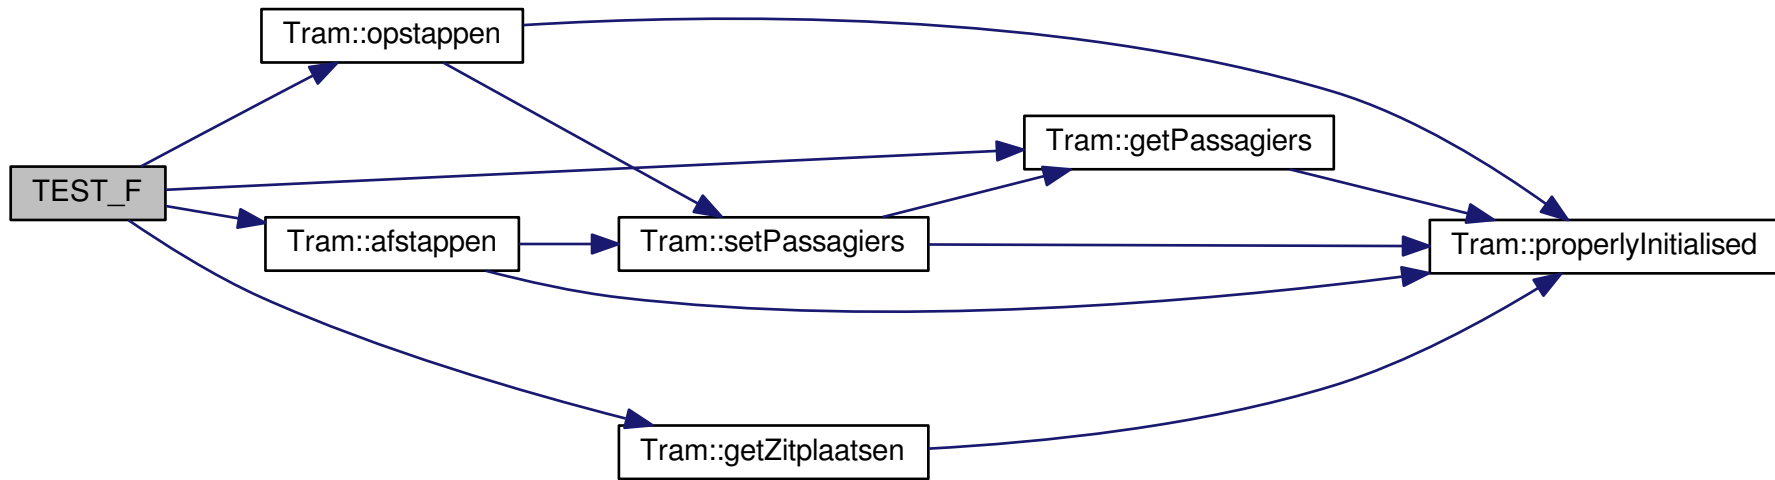 Tram::opstappen
Tram::getPassagiers
TEST_F
Tram::afstappen
Tram::setPassagiers
Tram::properlyInitialised
Tram::getZitplaatsen